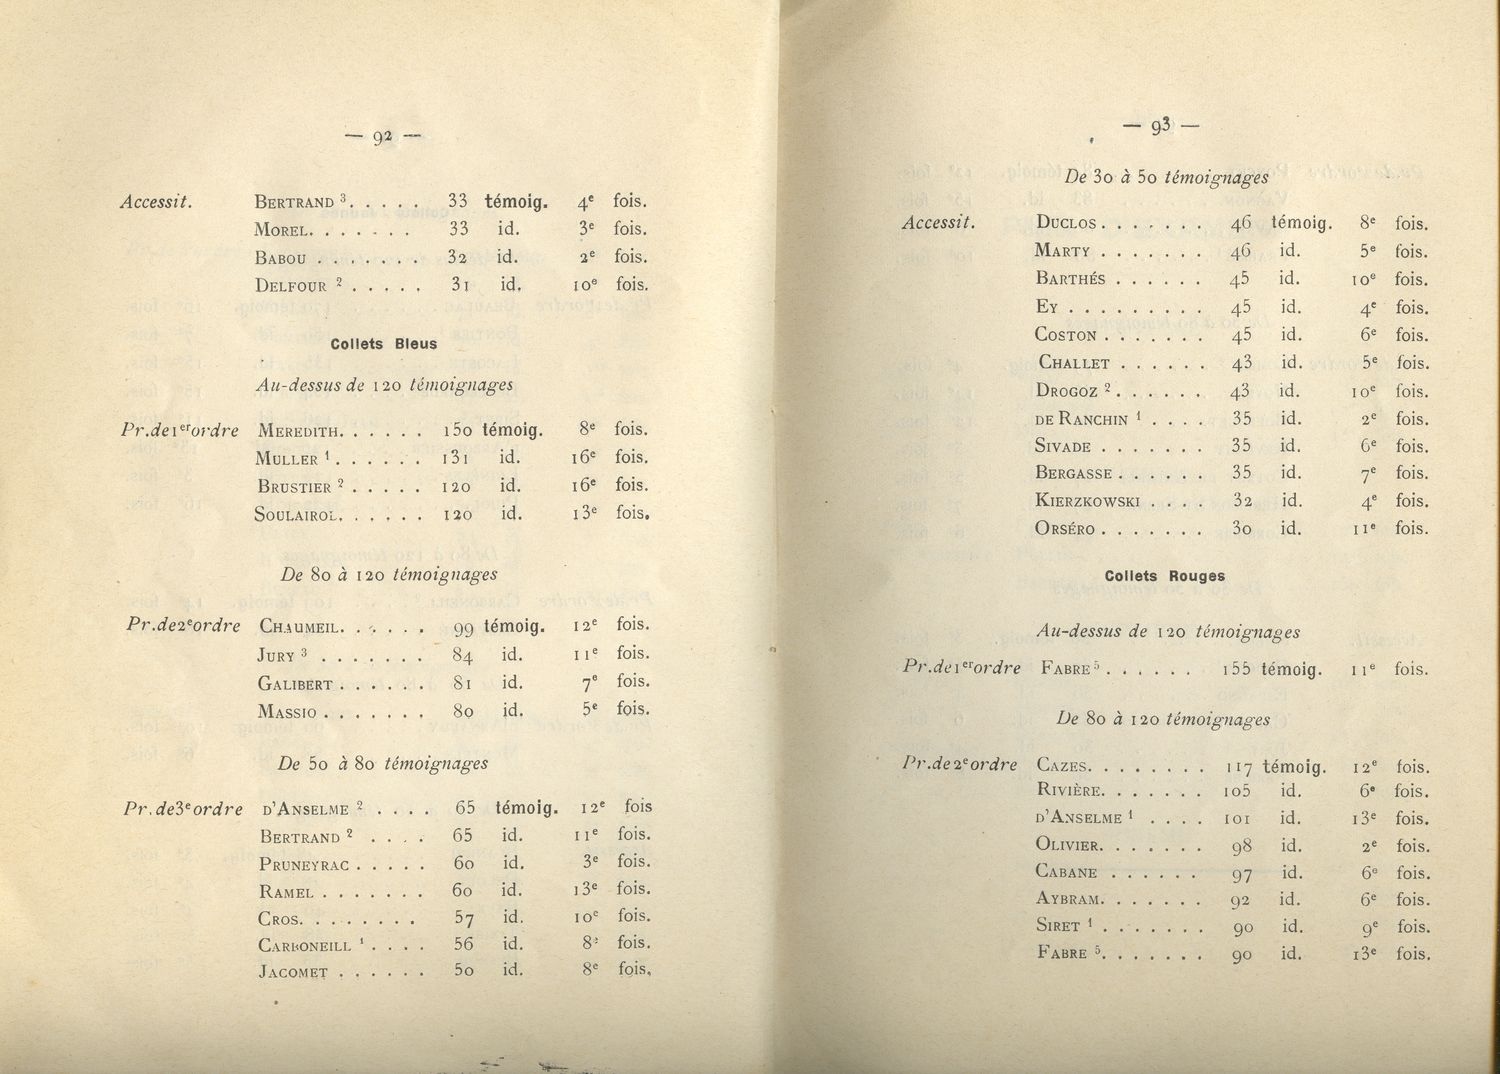 — 92 —
Accessit. BERTRAND ³. . . . . 33 témoig. 4ᵉ fois.
MOREL. . . . . . . 33 id. 3ᵉ fois.
BABOU . . . . . . . 32 id. 2ᵉ fois.
DELFOUR ² . . . . . 31 id. 10ᵉ fois.
Collets Bleus
Au-dessus de 120 témoignages
Pr. de 1ᵉʳ ordre MEREDITH. . . . . . 150 témoig. 8ᵉ fois.
MULLER ¹. . . . . . 131 id. 16ᵉ fois.
BRUSTIER ² . . . . . 120 id. 16ᵉ fois.
SOULAIROL. . . . . . 120 id. 13ᵉ fois.
De 80 à 120 témoignages
Pr. de 2ᵉ ordre CHAUMEIL. . . . . . 99 témoig. 12ᵉ fois.
JURY ³ . . . . . . . 84 id. 11ᵉ fois.
GALIBERT . . . . . . 81 id. 7ᵉ fois.
MASSIO . . . . . . . 80 id. 5ᵉ fois.
De 50 à 80 témoignages
Pr. de 3ᵉ ordre D'ANSELME ² . . . . 65 témoig. 12ᵉ fois
BERTRAND ² . . . . 65 id. 11ᵉ fois.
PRUNEYRAC . . . . . 60 id. 3ᵉ fois.
RAMEL . . . . . . . 60 id. 13ᵉ fois.
CROS. . . . . . . . 57 id. 10ᵉ fois.
CARBONEILL ¹ . . . . 56 id. 8ᵉ fois.
JACOMET . . . . . . 50 id. 8ᵉ fois.
— 93 —
De 30 à 50 témoignages
Accessit. DUCLOS . . . . . . . 46 témoig. 8ᵉ fois.
MARTY . . . . . . . 46 id. 5ᵉ fois.
BARTHÉS . . . . . . 45 id. 10ᵉ fois.
EY . . . . . . . . . 45 id. 4ᵉ fois.
COSTON . . . . . . . 45 id. 6ᵉ fois.
CHALLET . . . . . . 43 id. 5ᵉ fois.
DROGOZ ² . . . . . . 43 id. 10ᵉ fois.
DE RANCHIN ¹ . . . . 35 id. 2ᵉ fois.
SIVADE . . . . . . . 35 id. 6ᵉ fois.
BERGASSE . . . . . . 35 id. 7ᵉ fois.
KIERZKOWSKI . . . . 32 id. 4ᵉ fois.
ORSÉRO . . . . . . . 30 id. 11ᵉ fois.
Collets Rouges
Au-dessus de 120 témoignages
Pr. de 1ᵉʳ ordre FABRE ⁵ . . . . . . 155 témoig. 11ᵉ fois.
De 80 à 120 témoignages
Pr. de 2ᵉ ordre CAZES. . . . . . . . 117 témoig. 12ᵉ fois.
RIVIÈRE. . . . . . . 105 id. 6ᵉ fois.
D'ANSELME ¹ . . . . 101 id. 13ᵉ fois.
OLIVIER. . . . . . . 98 id. 2ᵉ fois.
CABANE . . . . . . 97 id. 6ᵉ fois.
AYBRAM. . . . . . . 92 id. 6ᵉ fois.
SIRET ¹ . . . . . . . 90 id. 9ᵉ fois.
FABRE ⁵. . . . . . . 90 id. 13ᵉ fois.